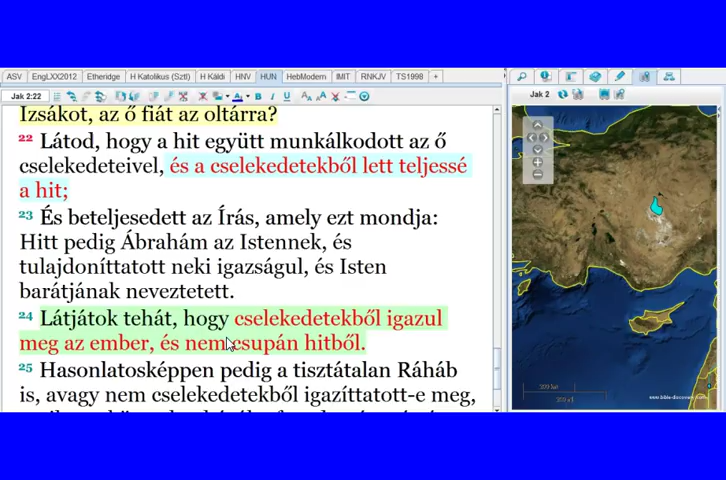 ASV EngLXX2012 Etheridge H Katolikus (Sztl) H Káldi HNV HUN HebModern IMIT RNKJV TS1998 +
Jak 2:22
B I U
Izsákot, az ő fiát az oltárra?
22 Látod, hogy a hit együtt munkálkodott az ő
cselekedeteivel, és a cselekedetekből lett teljessé
a hit;
23 És beteljesedett az Írás, amely ezt mondja:
Hitt pedig Ábrahám az Istennek, és
tulajdoníttatott neki igazságul, és Isten
barátjának neveztetett.
24 Látjátok tehát, hogy cselekedetekből igazul
meg az ember, és nem csupán hitből.
25 Hasonlatosképpen pedig a tisztátalan Ráháb
is, avagy nem cselekedetekből igazíttatott-e meg,
Jak 2